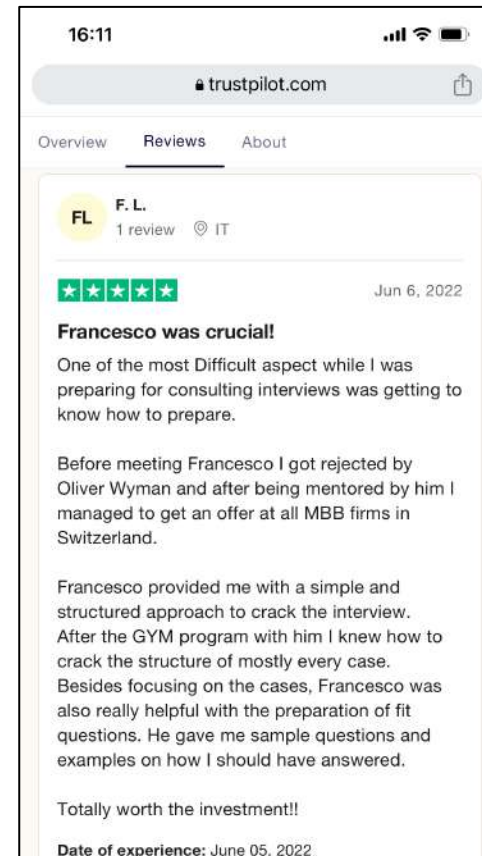 16:11
trustpilot.com
Overview Reviews About
FL
F. L.
1 review IT
Jun 6, 2022
Francesco was crucial!
One of the most Difficult aspect while I was
preparing for consulting interviews was getting to
know how to prepare.
Before meeting Francesco I got rejected by
Oliver Wyman and after being mentored by him I
managed to get an offer at all MBB firms in
Switzerland.
Francesco provided me with a simple and
structured approach to crack the interview.
After the GYM program with him I knew how to
crack the structure of mostly every case.
Besides focusing on the cases, Francesco was
also really helpful with the preparation of fit
questions. He gave me sample questions and
examples on how I should have answered.
Totally worth the investment!!
Date of experience: June 05, 2022